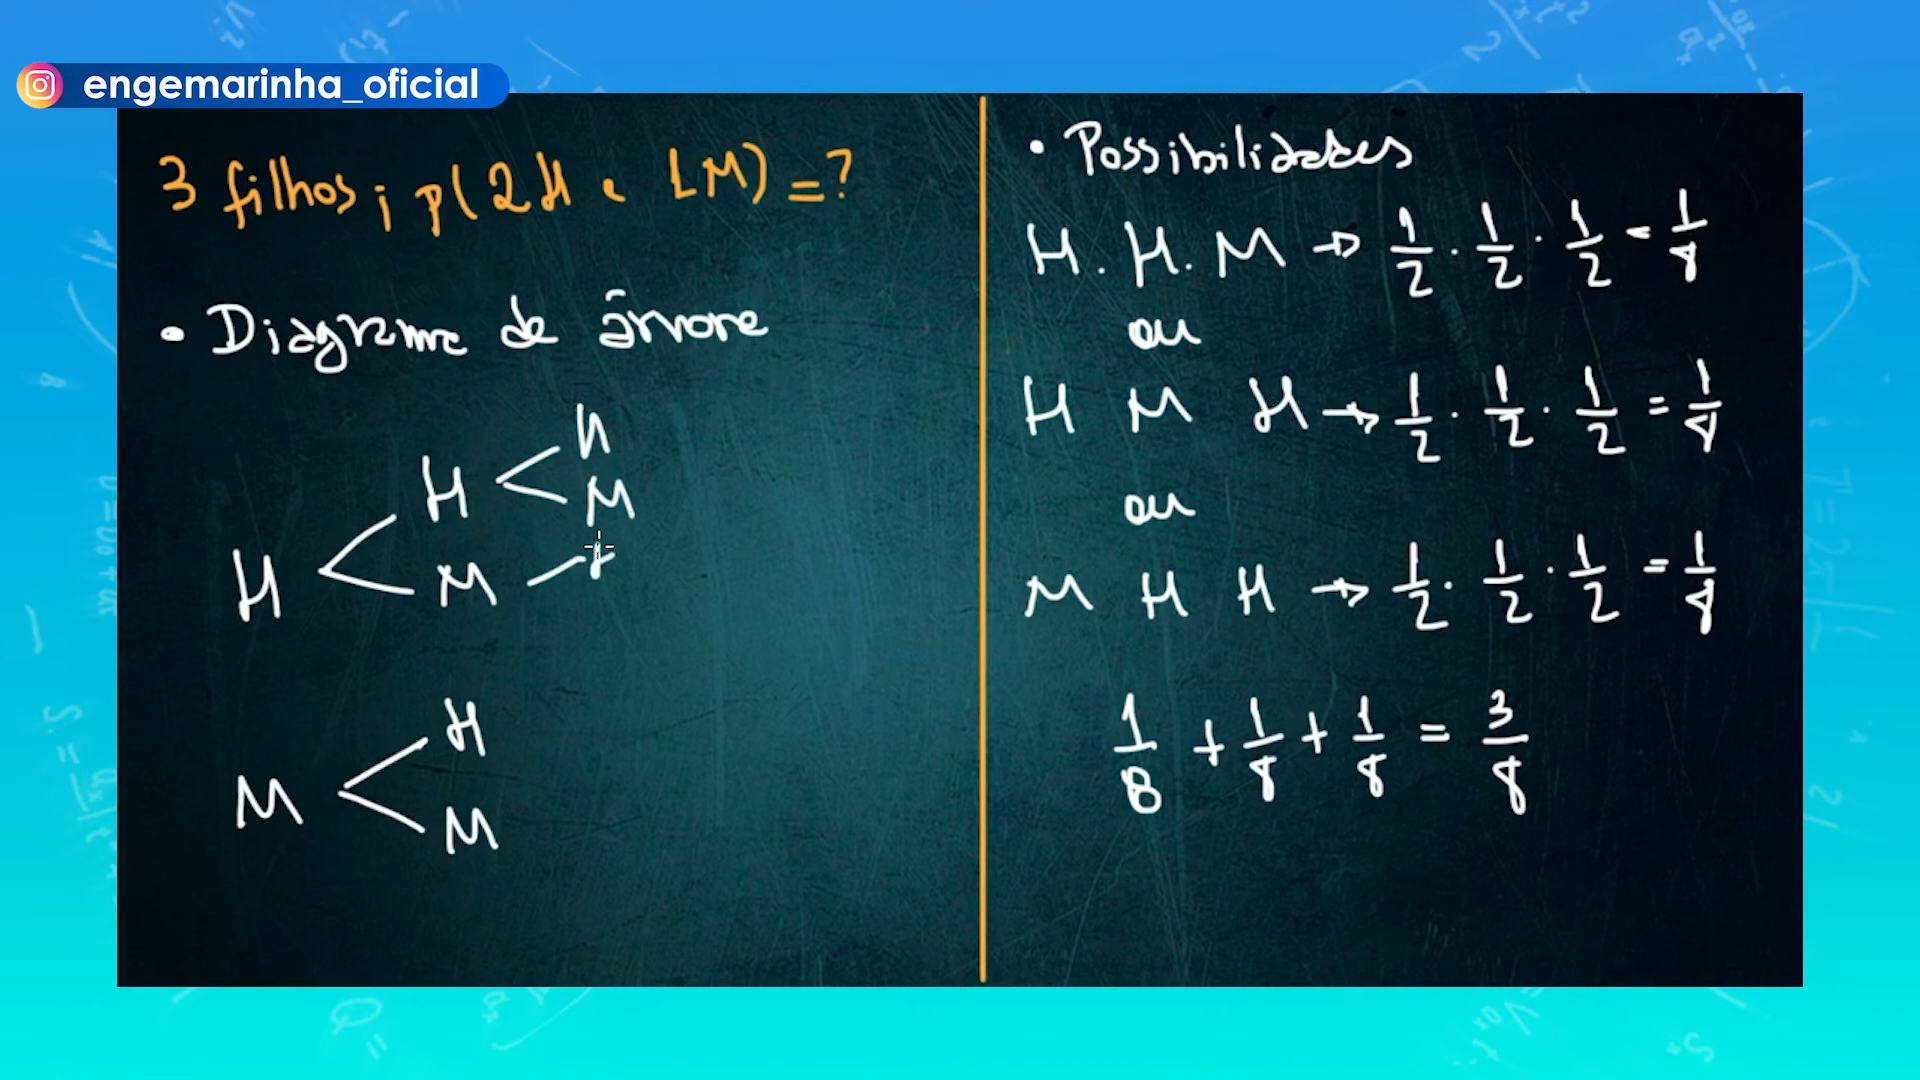 engemarinha_oficial
3 filhos; p(2H e 1M) = ?
• Diagrama de árvore
H
H
M
H
M
M
H
M
• Possibilidades
H . H . M → 1/2 · 1/2 · 1/2 = 1/8
ou
H M H → 1/2 · 1/2 · 1/2 = 1/8
ou
M H H → 1/2 · 1/2 · 1/2 = 1/8
1/8 + 1/8 + 1/8 = 3/8